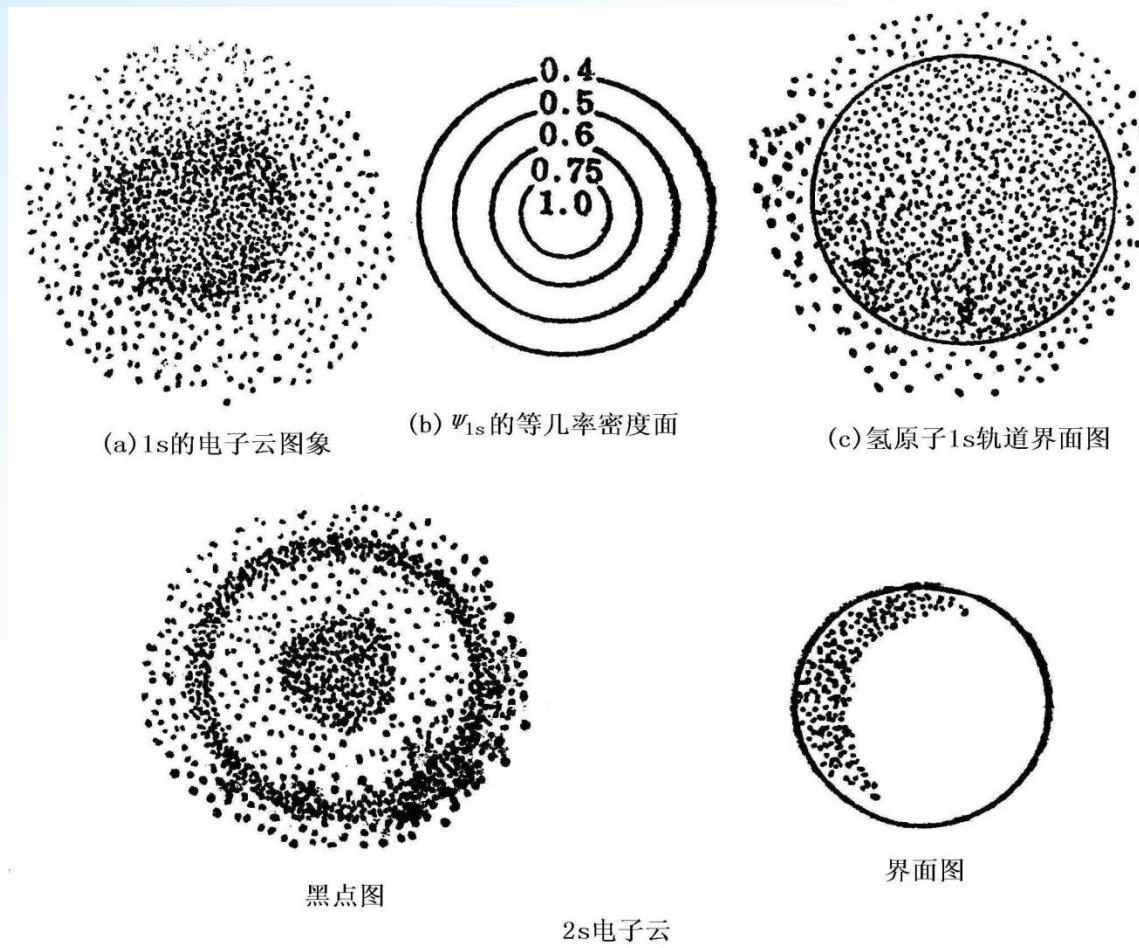 0.4
0.5
0.6
0.75
1.0
(a)1s的电子云图象
(b) Ψ1s的等几率密度面
(c)氢原子1s轨道界面图
黑点图
界面图
2s电子云